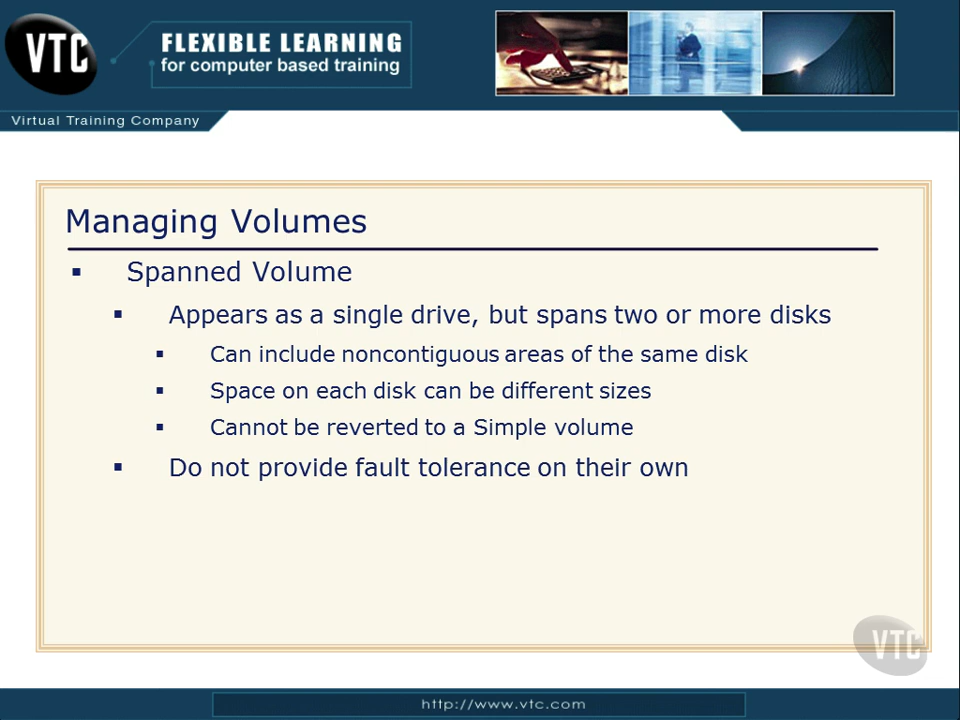 VTC
FLEXIBLE LEARNING
for computer based training
Virtual Training Company
Managing Volumes
▪ Spanned Volume
▪ Appears as a single drive, but spans two or more disks
▪ Can include noncontiguous areas of the same disk
▪ Space on each disk can be different sizes
▪ Cannot be reverted to a Simple volume
▪ Do not provide fault tolerance on their own
VTC
http://www.vtc.com